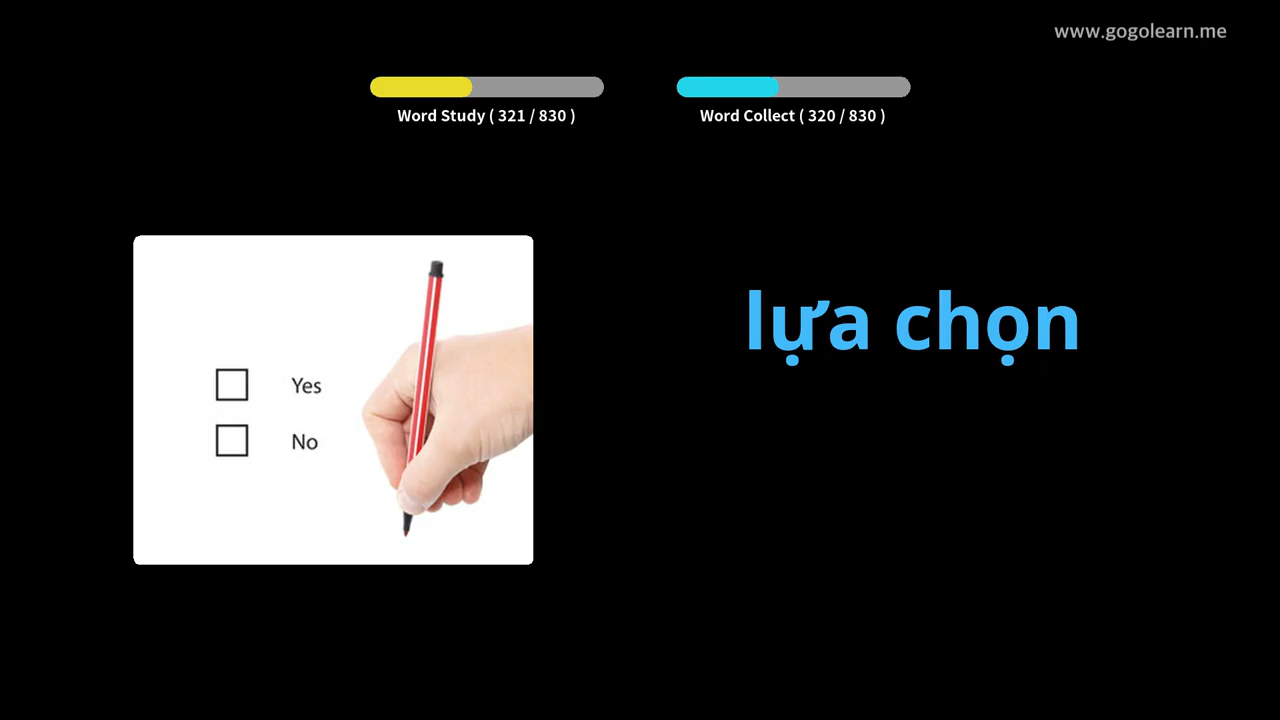 www.gogolearn.me
Word Study ( 321 / 830 )
Word Collect ( 320 / 830 )
lựa chọn
Yes
No